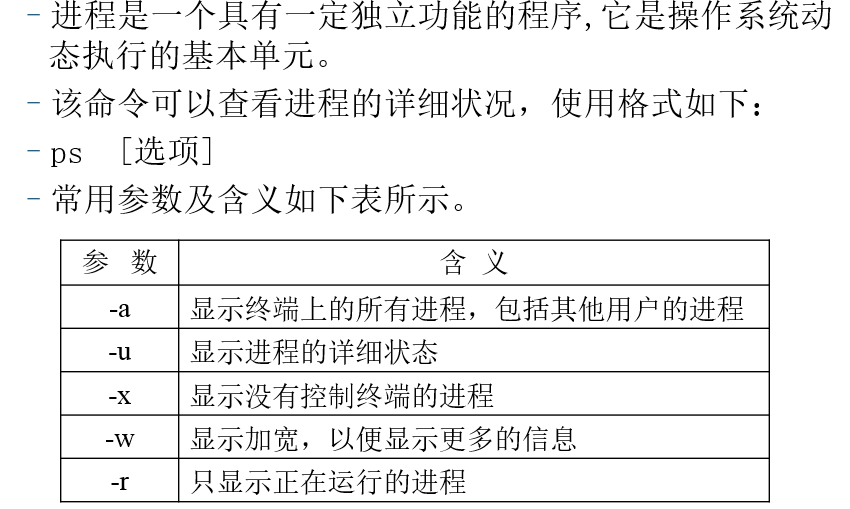 - 进程是一个具有一定独立功能的程序,它是操作系统动
态执行的基本单元。
- 该命令可以查看进程的详细状况，使用格式如下：
- ps [选项]
- 常用参数及含义如下表所示。
参 数 含 义
-a 显示终端上的所有进程，包括其他用户的进程
-u 显示进程的详细状态
-x 显示没有控制终端的进程
-w 显示加宽，以便显示更多的信息
-r 只显示正在运行的进程